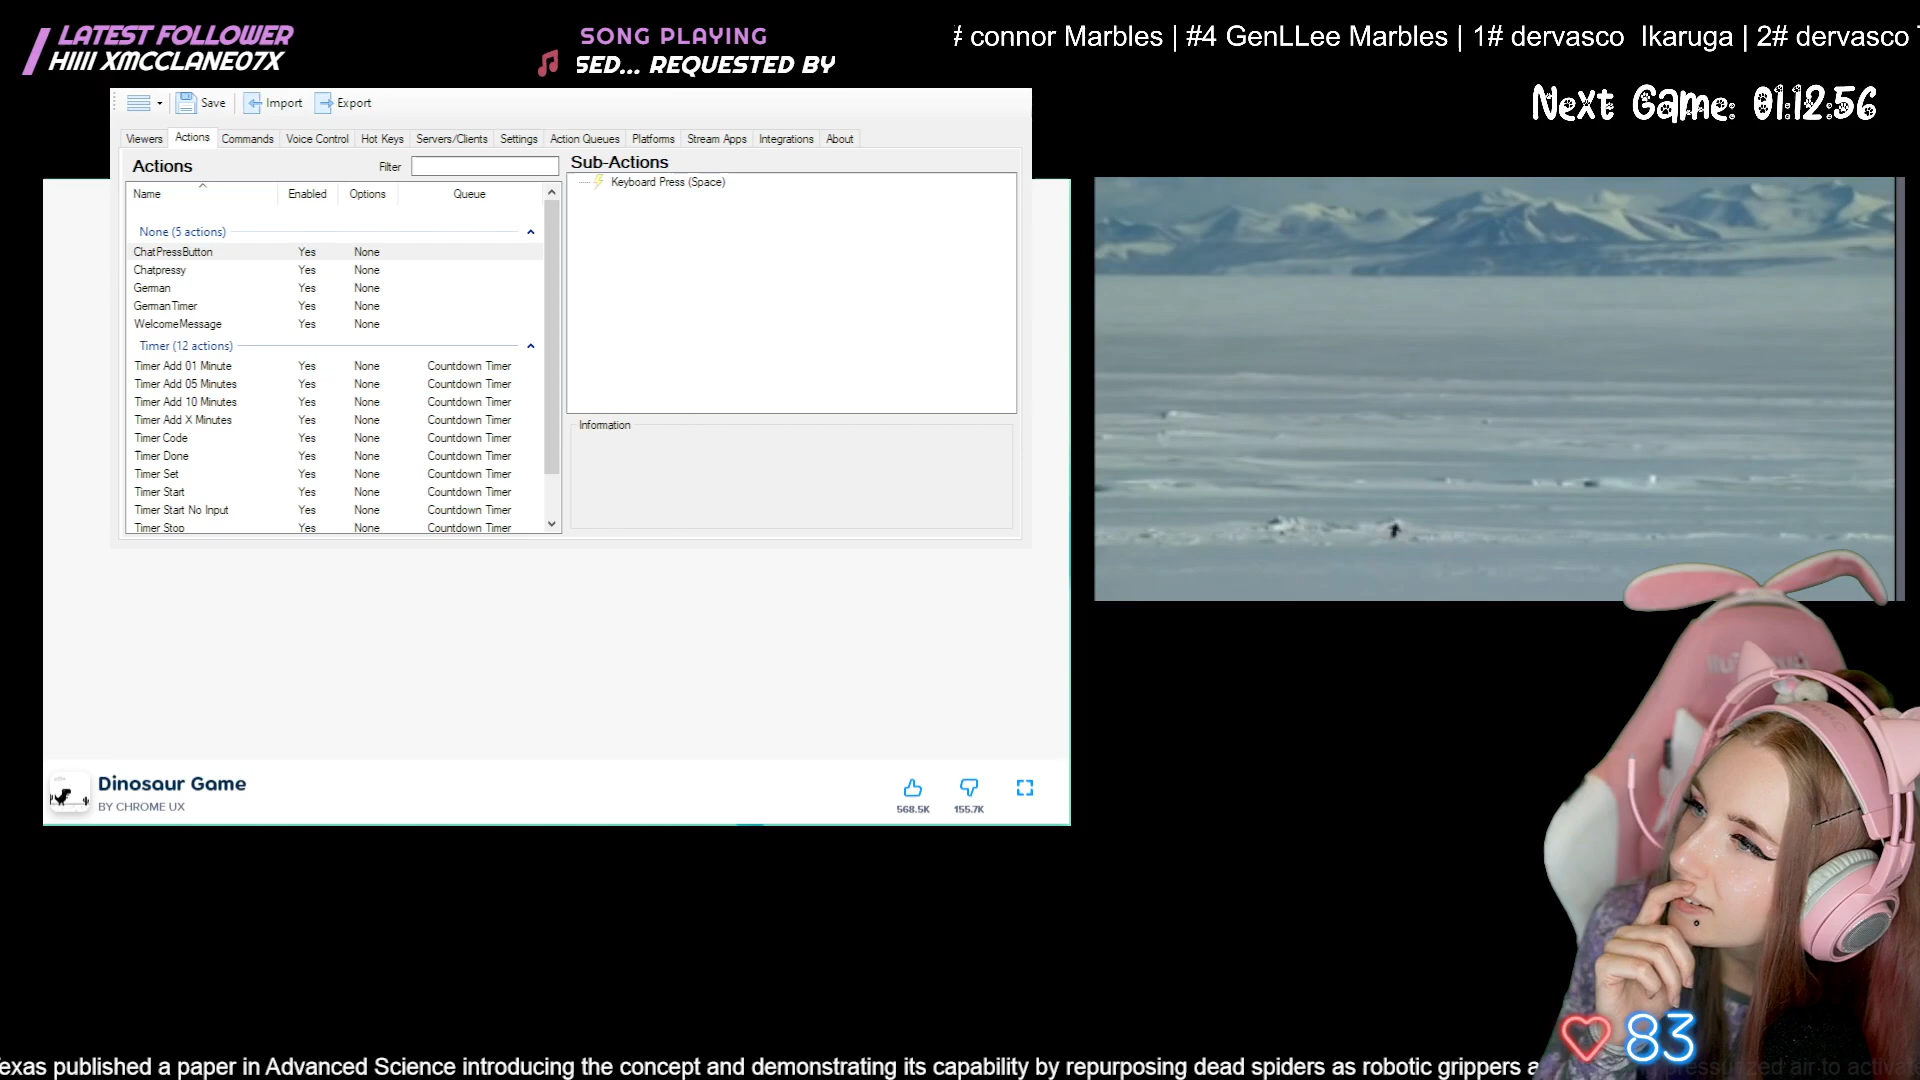 LATEST FOLLOWER
HIIII XMCCLANE07X
SONG PLAYING
SED... REQUESTED BY
# connor Marbles | #4 GenLLee Marbles | 1# dervasco Ikaruga | 2# dervasco
Next Game: 01:12:56
Save Import Export
Viewers Actions Commands Voice Control Hot Keys Servers/Clients Settings Action Queues Platforms Stream Apps Integrations About
Actions Filter
Name Enabled Options Queue
None (5 actions)
ChatPressButton Yes None
Chatpressy Yes None
German Yes None
GermanTimer Yes None
WelcomeMessage Yes None
Timer (12 actions)
Timer Add 01 Minute Yes None Countdown Timer
Timer Add 05 Minutes Yes None Countdown Timer
Timer Add 10 Minutes Yes None Countdown Timer
Timer Add X Minutes Yes None Countdown Timer
Timer Code Yes None Countdown Timer
Timer Done Yes None Countdown Timer
Timer Set Yes None Countdown Timer
Timer Start Yes None Countdown Timer
Timer Start No Input Yes None Countdown Timer
Timer Stop Yes None Countdown Timer
Sub-Actions
Keyboard Press (Space)
Information
Dinosaur Game
BY CHROME UX
568.5K 155.7K
83
exas published a paper in Advanced Science introducing the concept and demonstrating its capability by repurposing dead spiders as robotic grippers a pressurized air to activat